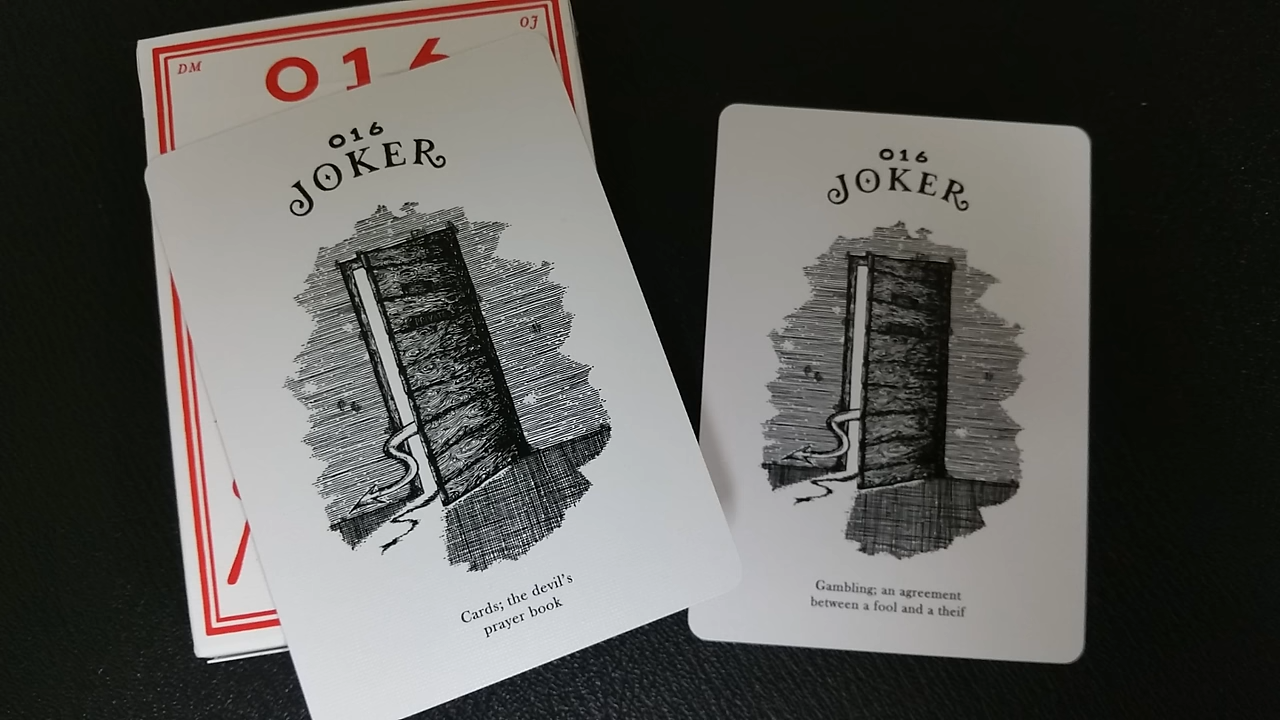 DM
OJ
016
016
JOKER
Cards; the devil's
prayer book
016
JOKER
Gambling; an agreement
between a fool and a theif